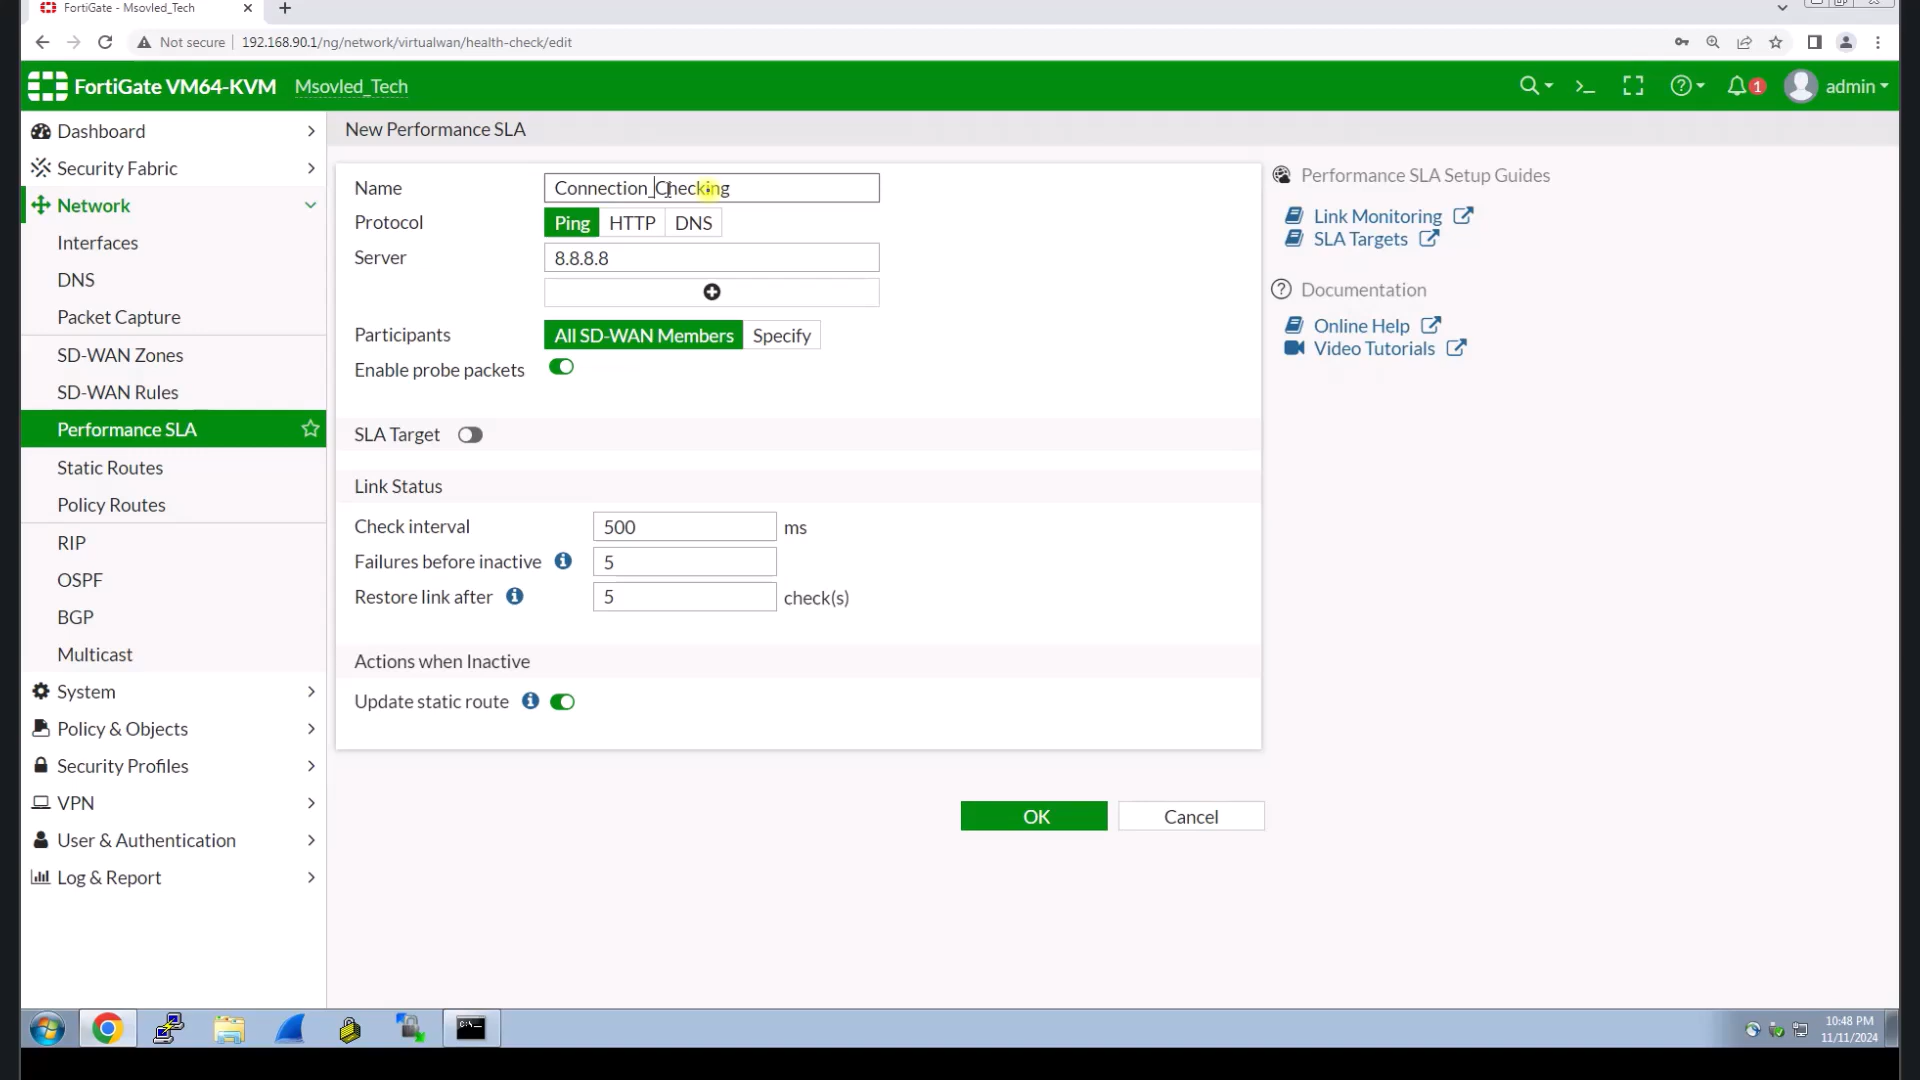 FortiGate - Msovled_Tech
Not secure 192.168.90.1/ng/network/virtualwan/health-check/edit
FortiGate VM64-KVM Msovled_Tech
1 admin
Dashboard
Security Fabric
Network
Interfaces
DNS
Packet Capture
SD-WAN Zones
SD-WAN Rules
Performance SLA
Static Routes
Policy Routes
RIP
OSPF
BGP
Multicast
System
Policy & Objects
Security Profiles
VPN
User & Authentication
Log & Report
New Performance SLA
Name Connection_Checking
Protocol Ping HTTP DNS
Server 8.8.8.8
Participants All SD-WAN Members Specify
Enable probe packets
SLA Target
Link Status
Check interval 500 ms
Failures before inactive 5
Restore link after 5 check(s)
Actions when Inactive
Update static route
OK Cancel
Performance SLA Setup Guides
Link Monitoring
SLA Targets
Documentation
Online Help
Video Tutorials
10:48 PM
11/11/2024